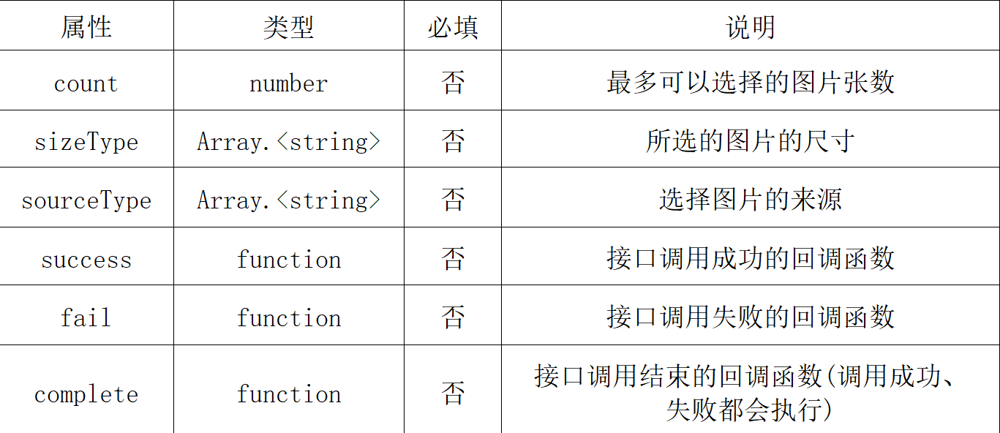 属性 类型 必填 说明
count number 否 最多可以选择的图片张数
sizeType Array.<string> 否 所选的图片的尺寸
sourceType Array.<string> 否 选择图片的来源
success function 否 接口调用成功的回调函数
fail function 否 接口调用失败的回调函数
complete function 否 接口调用结束的回调函数(调用成功、
失败都会执行)